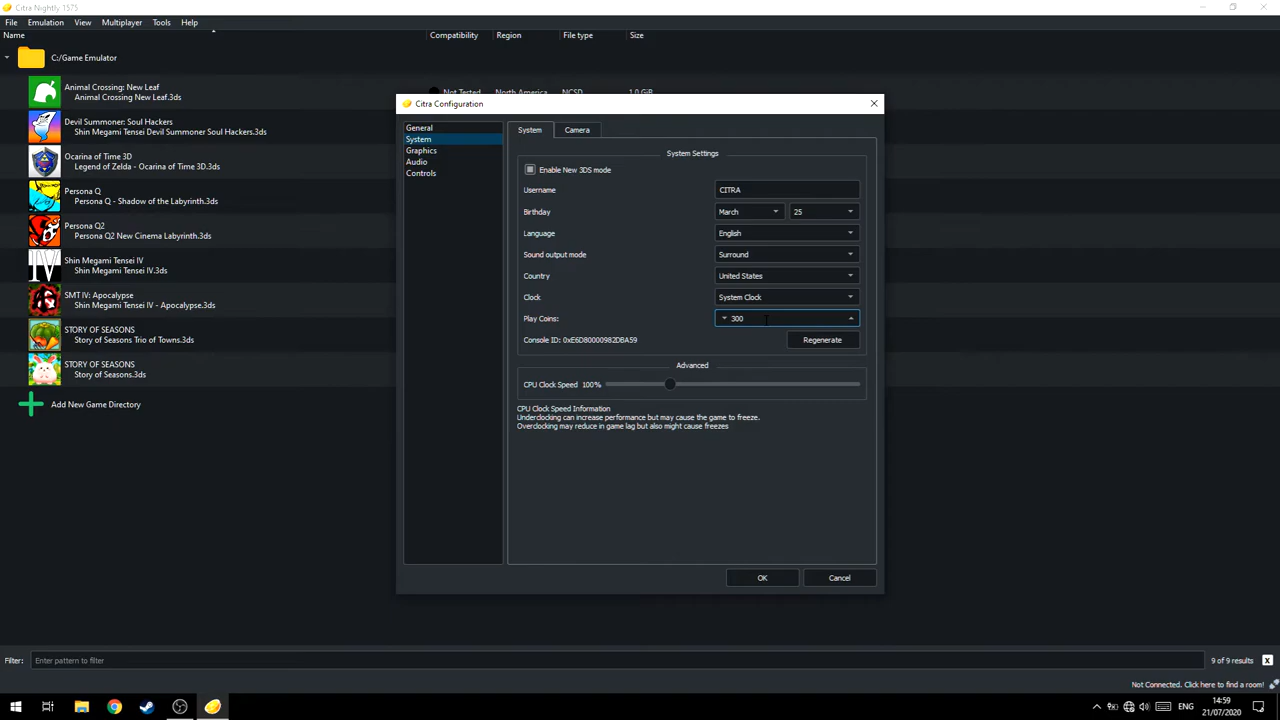 Citra Nightly 1575
File Emulation View Multiplayer Tools Help
Name Compatibility Region File type Size
C:/Game Emulator
Animal Crossing: New Leaf
Animal Crossing New Leaf.3ds
Not Tested North America NCSD 1.0 GiB
Devil Summoner: Soul Hackers
Shin Megami Tensei Devil Summoner Soul Hackers.3ds
Ocarina of Time 3D
Legend of Zelda - Ocarina of Time 3D.3ds
Persona Q
Persona Q - Shadow of the Labyrinth.3ds
Persona Q2
Persona Q2 New Cinema Labyrinth.3ds
IV
Shin Megami Tensei IV
Shin Megami Tensei IV.3ds
SMT IV: Apocalypse
Shin Megami Tensei IV - Apocalypse.3ds
STORY OF SEASONS
Story of Seasons Trio of Towns.3ds
STORY OF SEASONS
Story of Seasons.3ds
Add New Game Directory
Citra Configuration
General
System
Graphics
Audio
Controls
System Camera
System Settings
Enable New 3DS mode
Username CITRA
Birthday March 25
Language English
Sound output mode Surround
Country United States
Clock System Clock
Play Coins: 300
Console ID: 0xE6D80000982DBA59 Regenerate
Advanced
CPU Clock Speed 100%
CPU Clock Speed Information
Underclocking can increase performance but may cause the game to freeze.
Overclocking may reduce in game lag but also might cause freezes
OK Cancel
Filter: Enter pattern to filter 9 of 9 results X
Not Connected. Click here to find a room!
ENG 14:59
21/07/2020